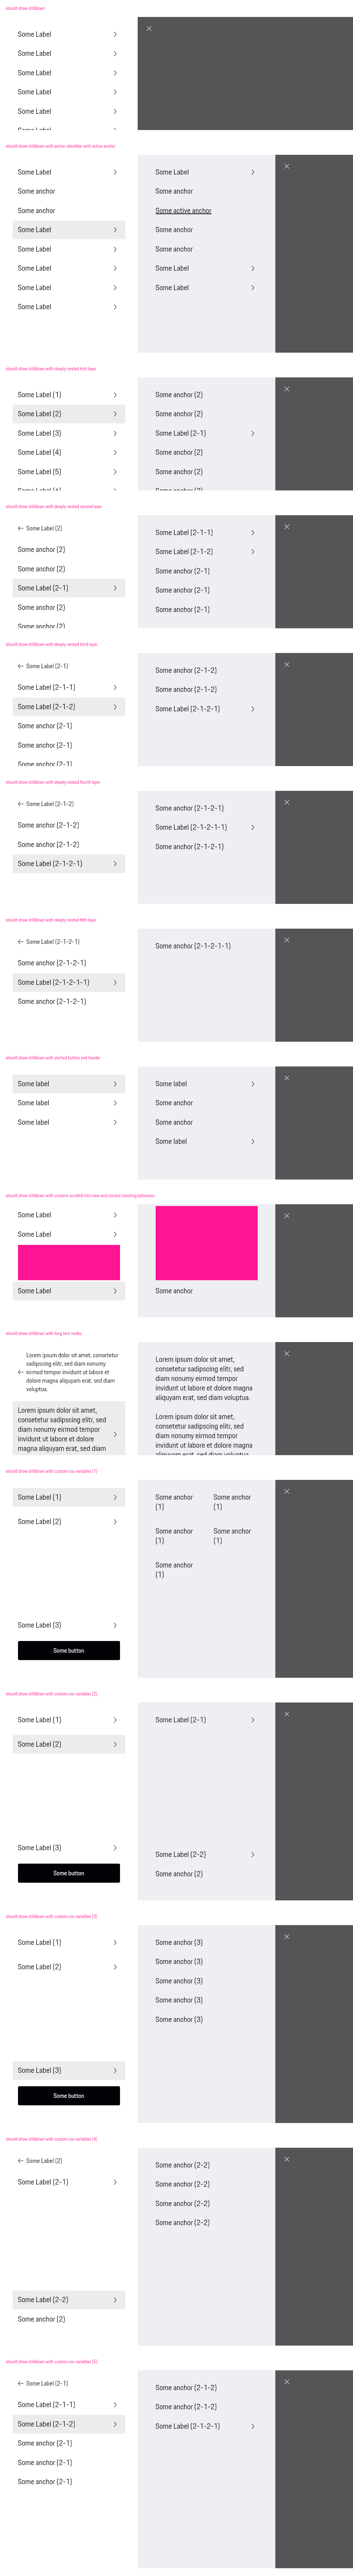 should show drilldown
Some Label
Some Label
Some Label
Some Label
Some Label
Some Label
should show drilldown with active identifier with active anchor
Some Label
Some anchor
Some anchor
Some Label
Some Label
Some Label
Some Label
Some Label
Some Label
Some anchor
Some active anchor
Some anchor
Some anchor
Some Label
Some Label
should show drilldown with deeply nested first layer
Some Label (1)
Some Label (2)
Some Label (3)
Some Label (4)
Some Label (5)
Some Label (6)
Some anchor (2)
Some anchor (2)
Some Label (2-1)
Some anchor (2)
Some anchor (2)
Some anchor (2)
should show drilldown with deeply nested second layer
Some Label (2)
Some anchor (2)
Some anchor (2)
Some Label (2-1)
Some anchor (2)
Some anchor (2)
Some Label (2-1-1)
Some Label (2-1-2)
Some anchor (2-1)
Some anchor (2-1)
Some anchor (2-1)
should show drilldown with deeply nested third layer
Some Label (2-1)
Some Label (2-1-1)
Some Label (2-1-2)
Some anchor (2-1)
Some anchor (2-1)
Some anchor (2-1)
Some anchor (2-1-2)
Some anchor (2-1-2)
Some Label (2-1-2-1)
should show drilldown with deeply nested fourth layer
Some Label (2-1-2)
Some anchor (2-1-2)
Some anchor (2-1-2)
Some Label (2-1-2-1)
Some anchor (2-1-2-1)
Some Label (2-1-2-1-1)
Some anchor (2-1-2-1)
should show drilldown with deeply nested fifth layer
Some Label (2-1-2-1)
Some anchor (2-1-2-1)
Some Label (2-1-2-1-1)
Some anchor (2-1-2-1)
Some anchor (2-1-2-1-1)
should show drilldown with slotted button and header
Some label
Some label
Some label
Some label
Some anchor
Some anchor
Some label
should show drilldown with content scrolled into view and correct stacking behaviour
Some Label
Some Label
Some Label
Some anchor
should show drilldown with long text nodes
Lorem ipsum dolor sit amet, consetetur
sadipscing elitr, sed diam nonumy
eirmod tempor invidunt ut labore et
dolore magna aliquyam erat, sed diam
voluptua.
Lorem ipsum dolor sit amet,
consetetur sadipscing elitr, sed
diam nonumy eirmod tempor
invidunt ut labore et dolore
magna aliquyam erat, sed diam
Lorem ipsum dolor sit amet,
consetetur sadipscing elitr, sed
diam nonumy eirmod tempor
invidunt ut labore et dolore magna
aliquyam erat, sed diam voluptua.
Lorem ipsum dolor sit amet,
consetetur sadipscing elitr, sed
diam nonumy eirmod tempor
invidunt ut labore et dolore magna
aliquyam erat, sed diam voluptua.
should show drilldown with custom css variables (1)
Some Label (1)
Some Label (2)
Some Label (3)
Some button
Some anchor
(1)
Some anchor
(1)
Some anchor
(1)
Some anchor
(1)
Some anchor
(1)
should show drilldown with custom css variables (2)
Some Label (1)
Some Label (2)
Some Label (3)
Some button
Some Label (2-1)
Some Label (2-2)
Some anchor (2)
should show drilldown with custom css variables (3)
Some Label (1)
Some Label (2)
Some Label (3)
Some button
Some anchor (3)
Some anchor (3)
Some anchor (3)
Some anchor (3)
Some anchor (3)
should show drilldown with custom css variables (4)
Some Label (2)
Some Label (2-1)
Some Label (2-2)
Some anchor (2)
Some anchor (2-2)
Some anchor (2-2)
Some anchor (2-2)
Some anchor (2-2)
should show drilldown with custom css variables (5)
Some Label (2-1)
Some Label (2-1-1)
Some Label (2-1-2)
Some anchor (2-1)
Some anchor (2-1)
Some anchor (2-1)
Some anchor (2-1-2)
Some anchor (2-1-2)
Some Label (2-1-2-1)